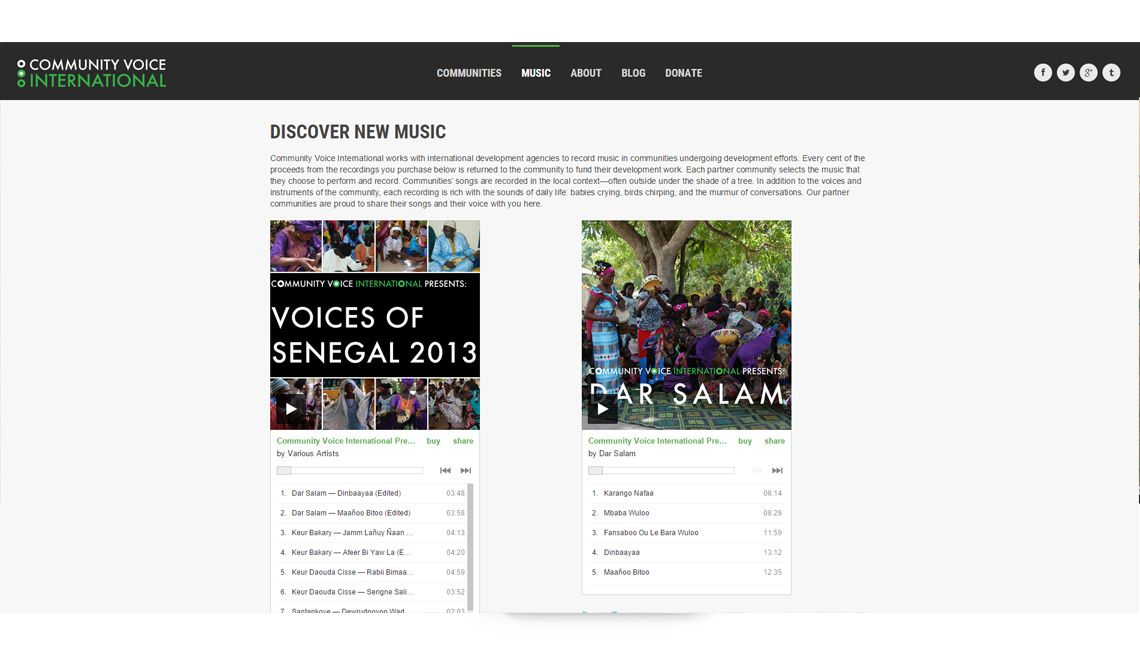 COMMUNITY VOICE
INTERNATIONAL
COMMUNITIES MUSIC ABOUT BLOG DONATE
f g+ t
DISCOVER NEW MUSIC
Community Voice International works with international development agencies to record music in communities undergoing development efforts. Every cent of the
proceeds from the recordings you purchase below is returned to the community to fund their development work. Each partner community selects the music that
they choose to perform and record. Communities' songs are recorded in the local context—often outside under the shade of a tree. In addition to the voices and
instruments of the community, each recording is rich with the sounds of daily life: babies crying, birds chirping, and the murmur of conversations. Our partner
communities are proud to share their songs and their voice with you here.
COMMUNITY VOICE INTERNATIONAL PRESENTS:
VOICES OF
SENEGAL 2013
Community International Pre... buy share
by Various Artists
1. Dar Salam — Dinbaayaa (Edited) 03:48
2. Dar Salam — Maañoo Bitoo (Edited) 03:58
3. Keur Bakary — Jamm Lañuy Ñaan ... 04:13
4. Keur Bakary — Afeer Bi Yaw La (E... 04:20
5. Keur Daouda Cisse — Rabii Bimaa... 04:59
6. Keur Daouda Cisse — Serigne Sali... 03:52
7. Santankoye — Dewrudooyoo Wad 02:03
COMMUNITY VOICE INTERNATIONAL PRESENTS:
DAR SALAM
Community Voice International Pre... buy share
by Dar Salam
1. Karango Nafaa 06:14
2. Mbaba Wuloo 08:29
3. Fansaboo Ou Le Bara Wuloo 11:59
4. Dinbaayaa 13:12
5. Maañoo Bitoo 12:35